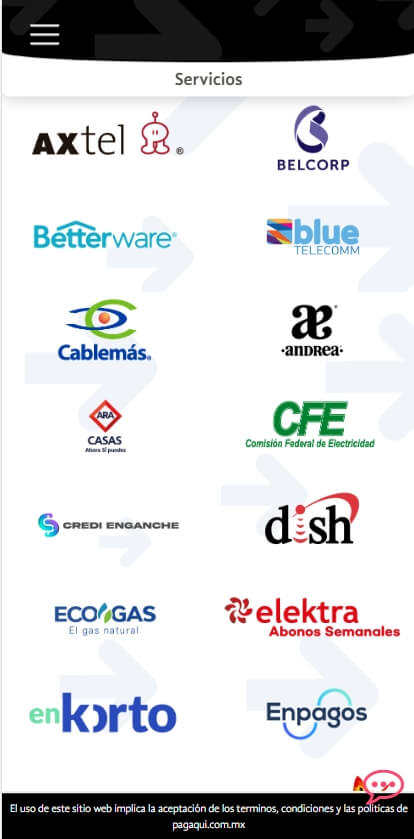 Servicios
axtel ®
BELCORP
Betterware®
blue
TELECOMM
Cablemás®
ae®
·ANDREA·
ARA
CASAS
Ahora SÍ puedes
CFE
Comisión Federal de Electricidad
CREDI ENGANCHE
dish
ECOGAS
El gas natural
elektra
Abonos Semanales
enKorto
Enpagos
El uso de este sitio web implica la aceptación de los terminos, condiciones y las políticas de
pagaqui.com.mx